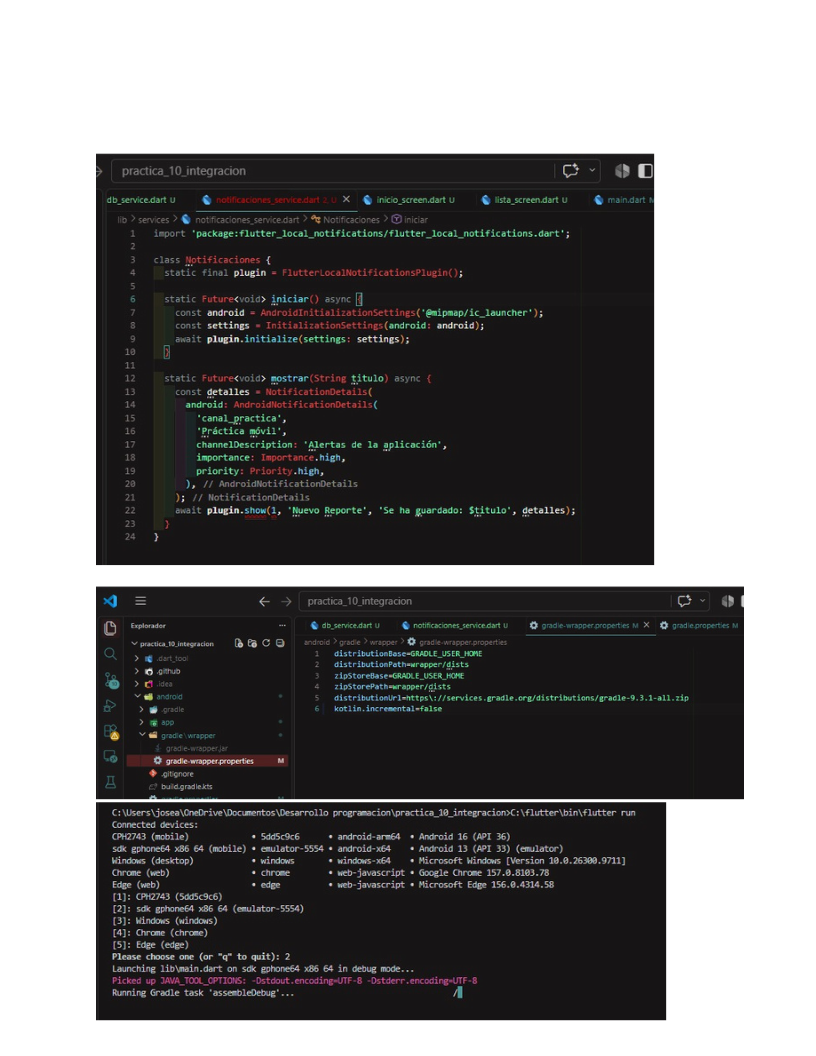 practica_10_integracion
db_service.dart U
notificaciones_service.dart 2, U
inicio_screen.dart U
lista_screen.dart U
main.dart M
lib > services > notificaciones_service.dart > Notificaciones > iniciar
1 import 'package:flutter_local_notifications/flutter_local_notifications.dart';
2
3 class Notificaciones {
4 static final plugin = FlutterLocalNotificationsPlugin();
5
6 static Future<void> iniciar() async {
7 const android = AndroidInitializationSettings('@mipmap/ic_launcher');
8 const settings = InitializationSettings(android: android);
9 await plugin.initialize(settings: settings);
10 }
11
12 static Future<void> mostrar(String titulo) async {
13 const detalles = NotificationDetails(
14 android: AndroidNotificationDetails(
15 'canal_practica',
16 'Práctica móvil',
17 channelDescription: 'Alertas de la aplicación',
18 importance: Importance.high,
19 priority: Priority.high,
20 ), // AndroidNotificationDetails
21 ); // NotificationDetails
22 await plugin.show(1, 'Nuevo Reporte', 'Se ha guardado: $titulo', detalles);
23 }
24 }
practica_10_integracion
Explorador ...
practica_10_integracion
.dart_tool
.github
.idea
android
.gradle
app
gradle\wrapper
gradle-wrapper.jar
gradle-wrapper.properties M
.gitignore
build.gradle.kts
db_service.dart U
notificaciones_service.dart U
gradle-wrapper.properties M
gradle.properties M
android > gradle > wrapper > gradle-wrapper.properties
1 distributionBase=GRADLE_USER_HOME
2 distributionPath=wrapper/dists
3 zipStoreBase=GRADLE_USER_HOME
4 zipStorePath=wrapper/dists
5 distributionUrl=https\://services.gradle.org/distributions/gradle-9.3.1-all.zip
6 kotlin.incremental=false
C:\Users\josea\OneDrive\Documentos\Desarrollo programacion\practica_10_integracion>C:\flutter\bin\flutter run
Connected devices:
CPH2743 (mobile) • 5dd5c9c6 • android-arm64 • Android 16 (API 36)
sdk gphone64 x86 64 (mobile) • emulator-5554 • android-x64 • Android 13 (API 33) (emulator)
Windows (desktop) • windows • windows-x64 • Microsoft Windows [Version 10.0.26300.9711]
Chrome (web) • chrome • web-javascript • Google Chrome 157.0.8103.78
Edge (web) • edge • web-javascript • Microsoft Edge 156.0.4314.58
[1]: CPH2743 (5dd5c9c6)
[2]: sdk gphone64 x86 64 (emulator-5554)
[3]: Windows (windows)
[4]: Chrome (chrome)
[5]: Edge (edge)
Please choose one (or "q" to quit): 2
Launching lib\main.dart on sdk gphone64 x86 64 in debug mode...
Picked up JAVA_TOOL_OPTIONS: -Dstdout.encoding=UTF-8 -Dstderr.encoding=UTF-8
Running Gradle task 'assembleDebug'... /